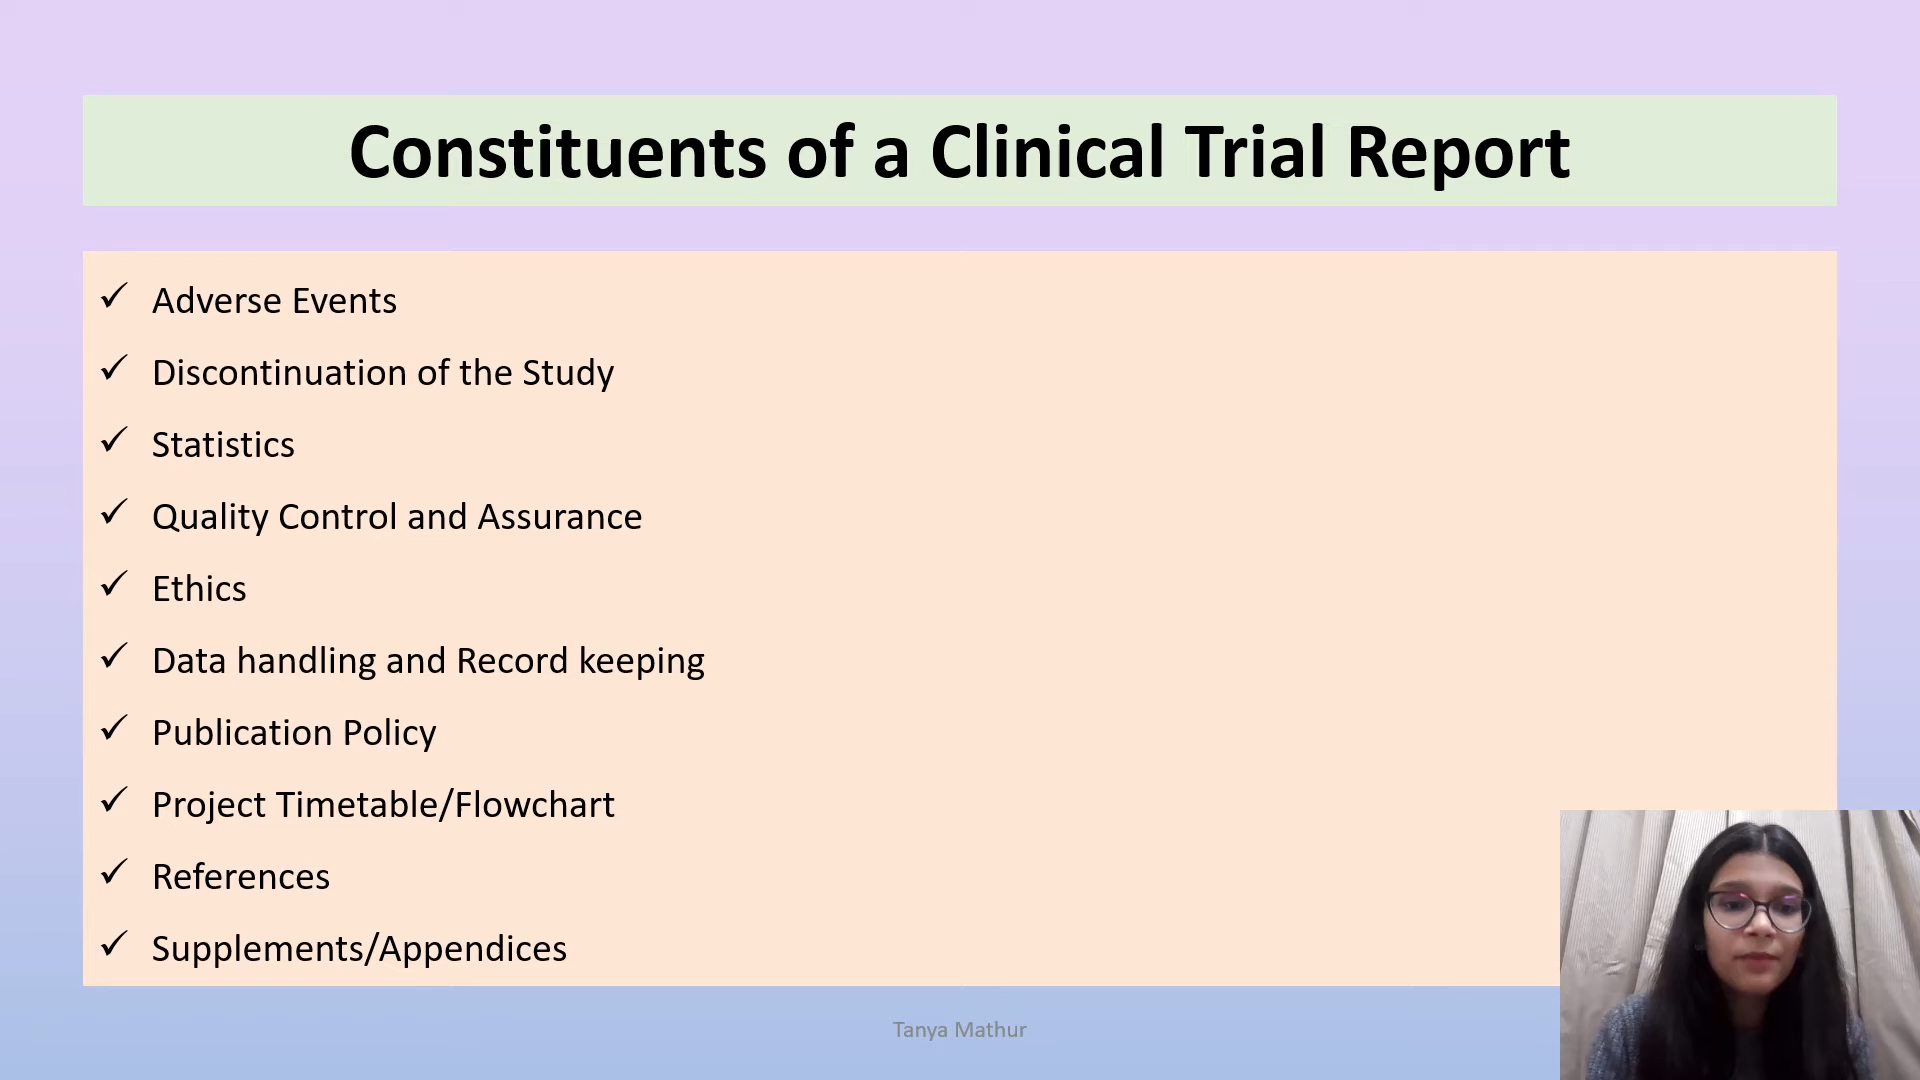 Constituents of a Clinical Trial Report
✓ Adverse Events
✓ Discontinuation of the Study
✓ Statistics
✓ Quality Control and Assurance
✓ Ethics
✓ Data handling and Record keeping
✓ Publication Policy
✓ Project Timetable/Flowchart
✓ References
✓ Supplements/Appendices
Tanya Mathur